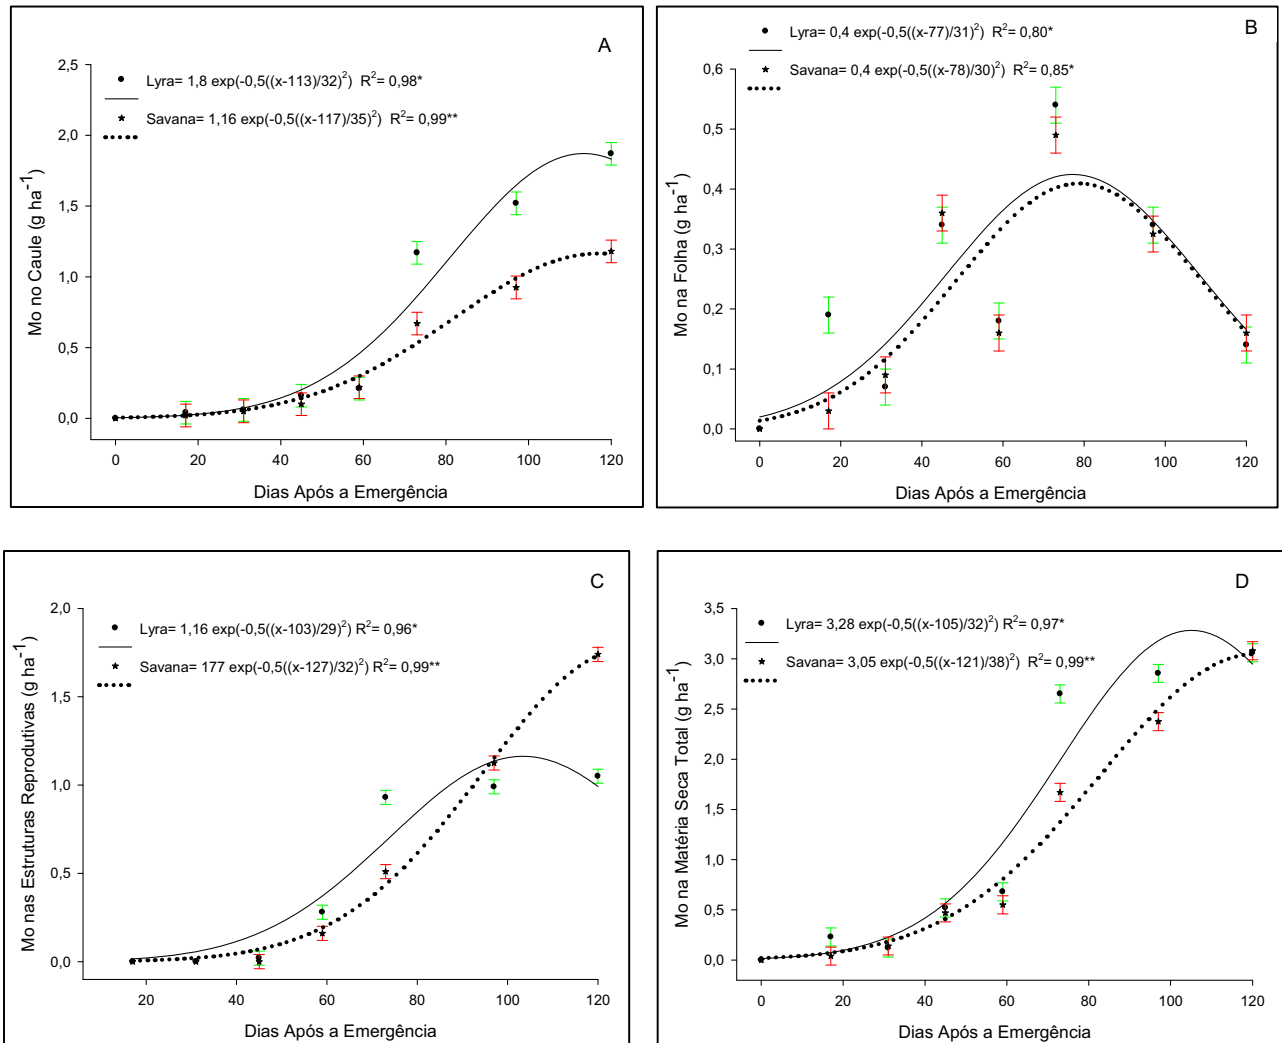 A
Lyra= 1,8 exp(-0,5((x-113)/32)²) R²= 0,98*
Savana= 1,16 exp(-0,5((x-117)/35)²) R²= 0,99**
Mo no Caule (g ha⁻¹)
2,5
2,0
1,5
1,0
0,5
0,0
0 20 40 60 80 100 120
Dias Após a Emergência
B
Lyra= 0,4 exp(-0,5((x-77)/31)²) R²= 0,80*
Savana= 0,4 exp(-0,5((x-78)/30)²) R²= 0,85*
Mo na Folha (g ha⁻¹)
0,6
0,5
0,4
0,3
0,2
0,1
0,0
0 20 40 60 80 100 120
Dias Após a Emergência
C
Lyra= 1,16 exp(-0,5((x-103)/29)²) R²= 0,96*
Savana= 177 exp(-0,5((x-127)/32)²) R²= 0,99**
Mo nas Estruturas Reprodutivas (g ha⁻¹)
2,0
1,5
1,0
0,5
0,0
20 40 60 80 100 120
Dias Após a Emergência
D
Lyra= 3,28 exp(-0,5((x-105)/32)²) R²= 0,97*
Savana= 3,05 exp(-0,5((x-121)/38)²) R²= 0,99**
Mo na Matéria Seca Total (g ha⁻¹)
3,5
3,0
2,5
2,0
1,5
1,0
0,5
0,0
0 20 40 60 80 100 120
Dias Após a Emergência